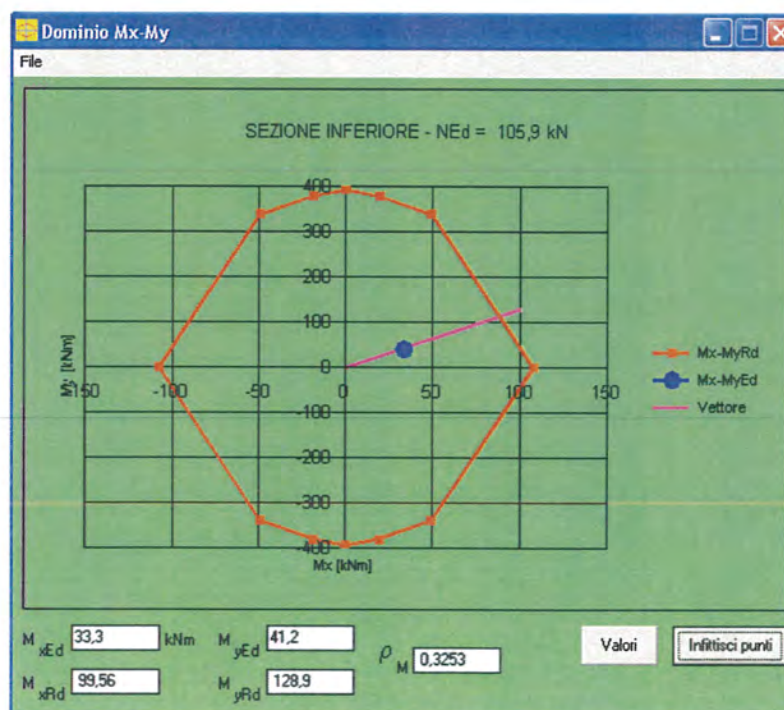 Dominio Mx-My
File
SEZIONE INFERIORE - NEd = 105,9 kN
400
300
200
100
0
-150 -100 -50 0 50 100 150
-100
-200
-300
-400
My [kNm]
Mx [kNm]
Mx-MyRd
Mx-MyEd
Vettore
M xEd 33,3 kNm M yEd 41,2
ρ M 0,3253
Valori Infittisci punti
M xRd 99,56 M yRd 128,9